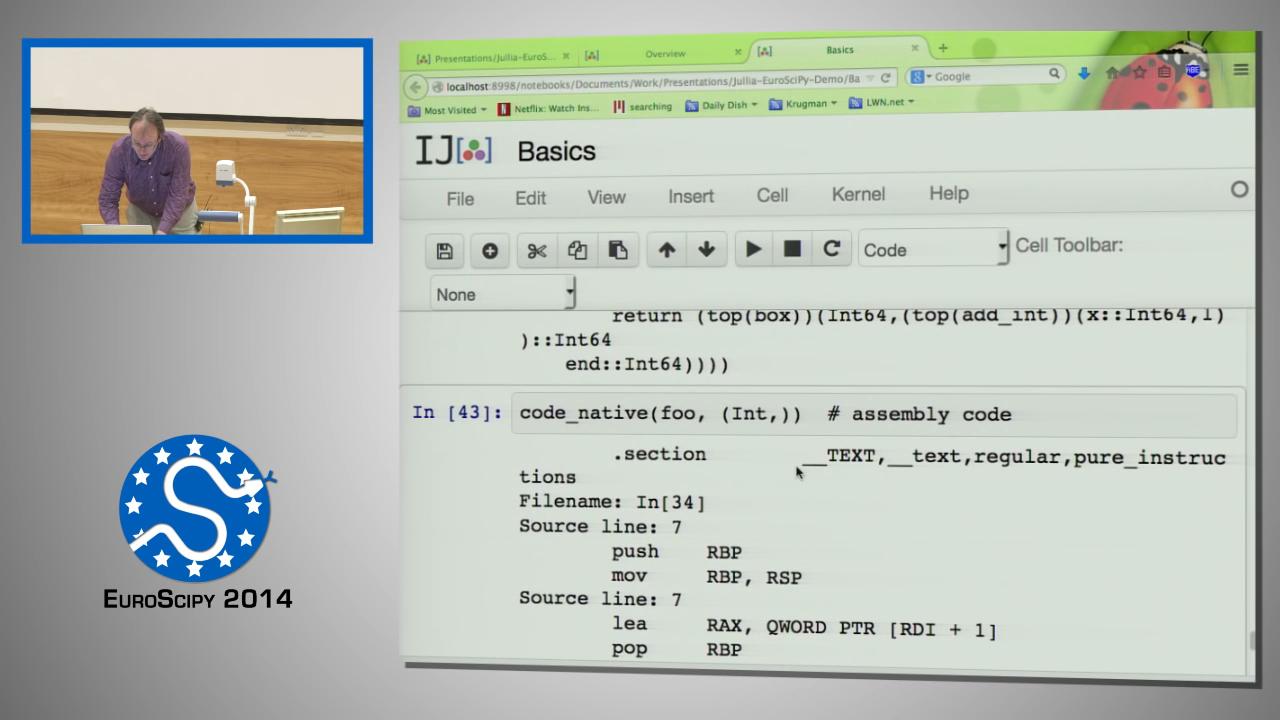 Presentations/Jullia-EuroS...
Overview
Basics
localhost:8998/notebooks/Documents/Work/Presentations/Jullia-EuroSciPy-Demo/Ba
Google
ABE
Most Visited
Netflix: Watch Ins...
searching
Daily Dish
Krugman
LWN.net
IJ[ ] Basics
File Edit View Insert Cell Kernel Help
Code
Cell Toolbar:
None
return (top(box))(Int64,(top(add_int))(x::Int64,1)
)::Int64
end::Int64))))
In [43]: code_native(foo, (Int,)) # assembly code
.section __TEXT,__text,regular,pure_instruc
tions
Filename: In[34]
Source line: 7
push RBP
mov RBP, RSP
Source line: 7
lea RAX, QWORD PTR [RDI + 1]
pop RBP
EuroScipy 2014